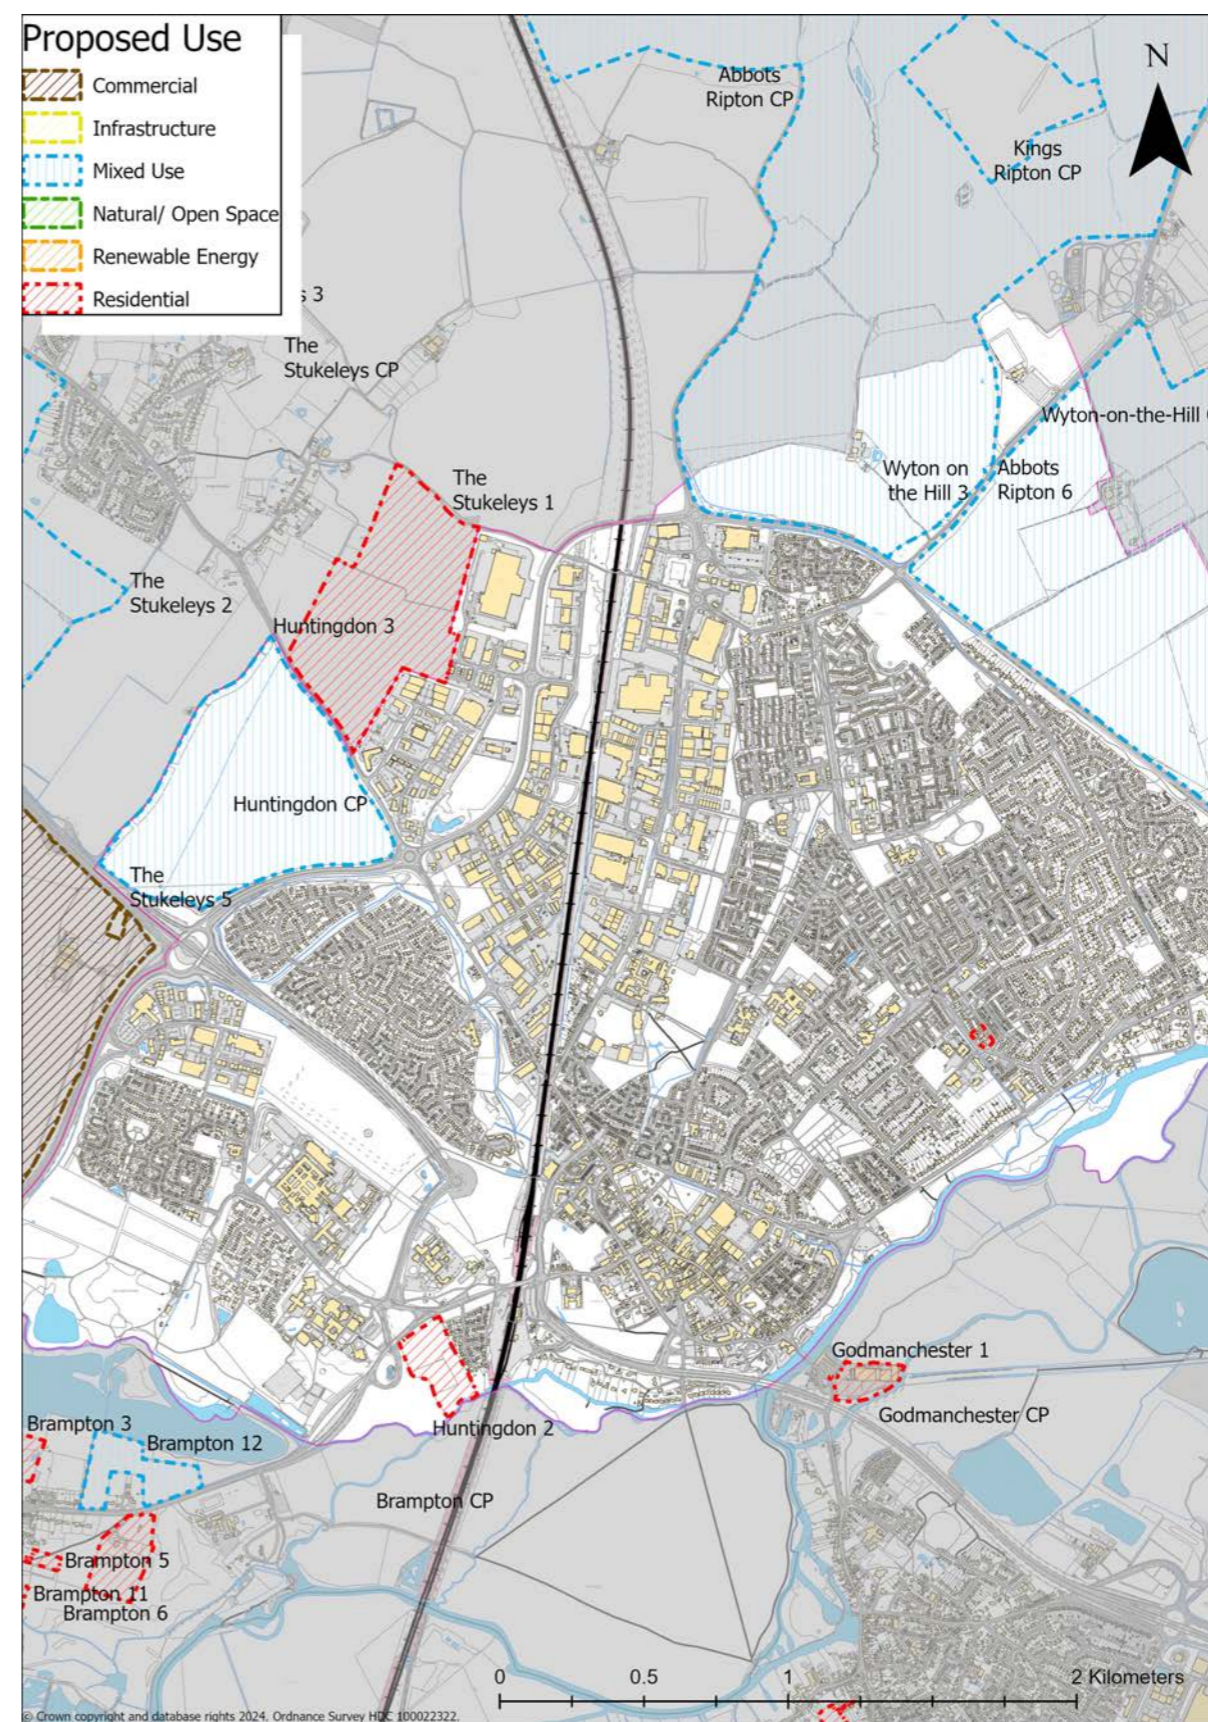 Proposed Use
Commercial
Infrastructure
Mixed Use
Natural/ Open Space
Renewable Energy
Residential
N
Abbots
Ripton CP
Kings
Ripton CP
s 3
The
Stukeleys CP
Wyton-on-the-Hill
The
Stukeleys 1
Wyton on
the Hill 3
Abbots
Ripton 6
The
Stukeleys 2
Huntingdon 3
Huntingdon CP
The
Stukeleys 5
Godmanchester 1
Godmanchester CP
Huntingdon 2
Brampton 3
Brampton 12
Brampton CP
Brampton 5
Brampton 11
Brampton 6
0
0.5
1
2 Kilometers
© Crown copyright and database rights 2024. Ordnance Survey HDC 100022322.